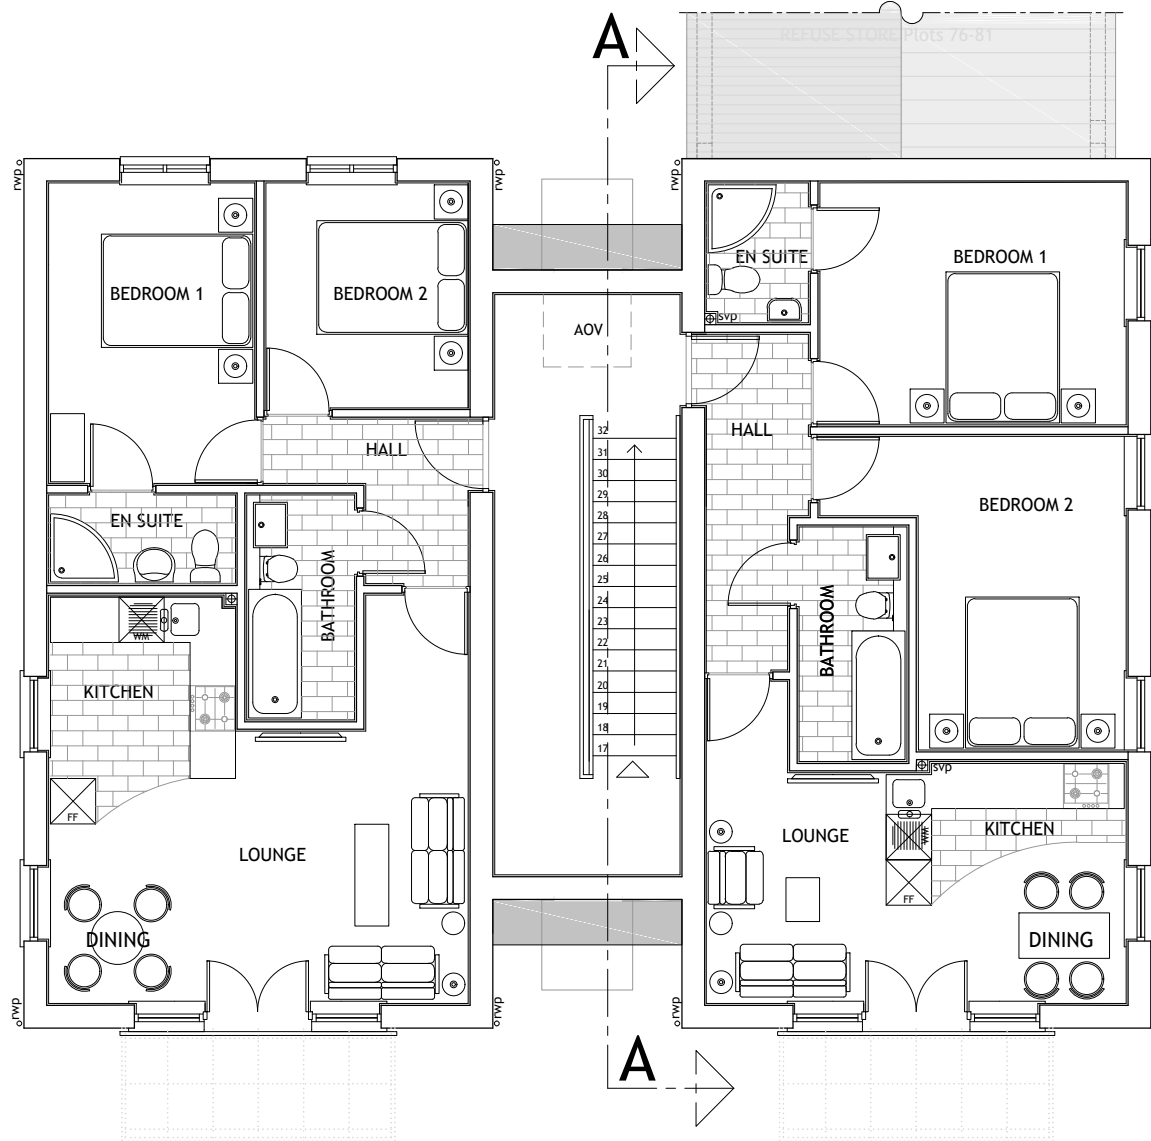 A
REFUSE STORE Plots 76-81
rwp
rwp
rwp
EN SUITE
BEDROOM 1
BEDROOM 1
BEDROOM 2
svp
AOV
HALL
32
31
30
29
28
27
26
25
24
23
22
21
20
19
18
17
HALL
BEDROOM 2
EN SUITE
BATHROOM
BATHROOM
WM
KITCHEN
svp
FF
LOUNGE
LOUNGE
WM
KITCHEN
FF
DINING
DINING
rwp
rwp
rwp
A